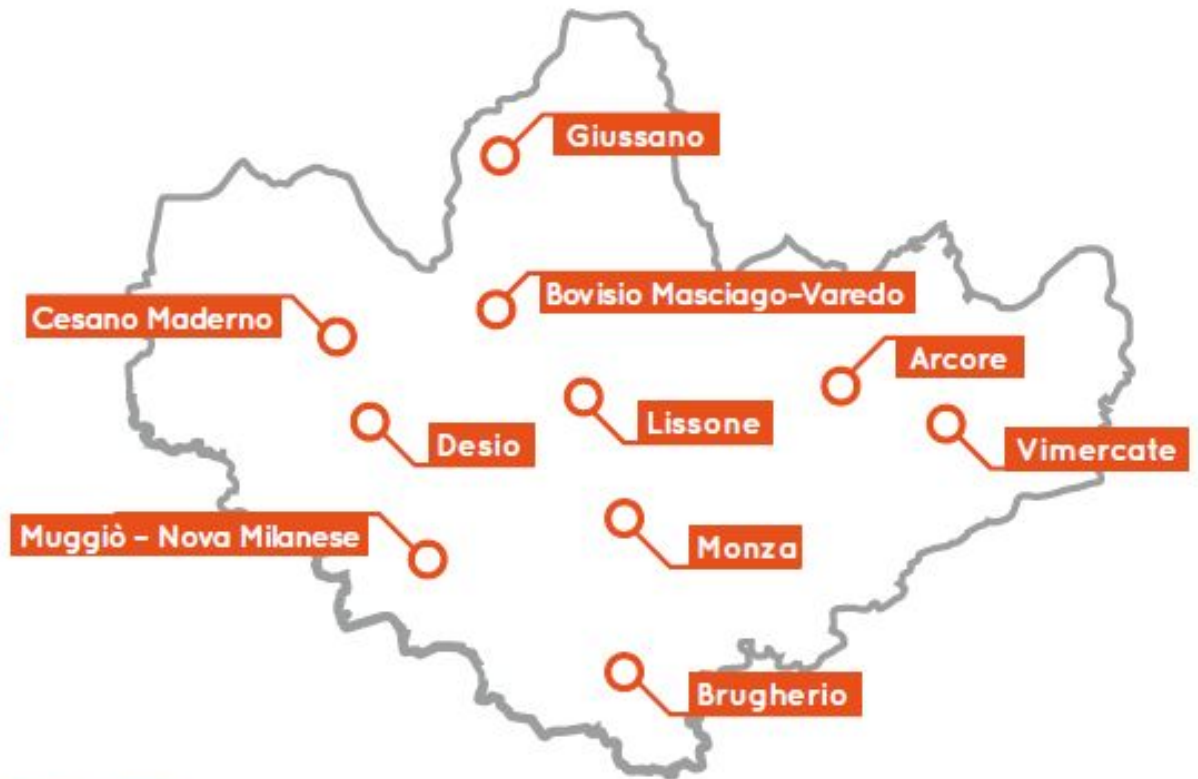 Giussano
Bovisio Masciago-Varedo
Cesano Maderno
Arcore
Lissone
Desio
Vimercate
Muggiò - Nova Milanese
Monza
Brugherio